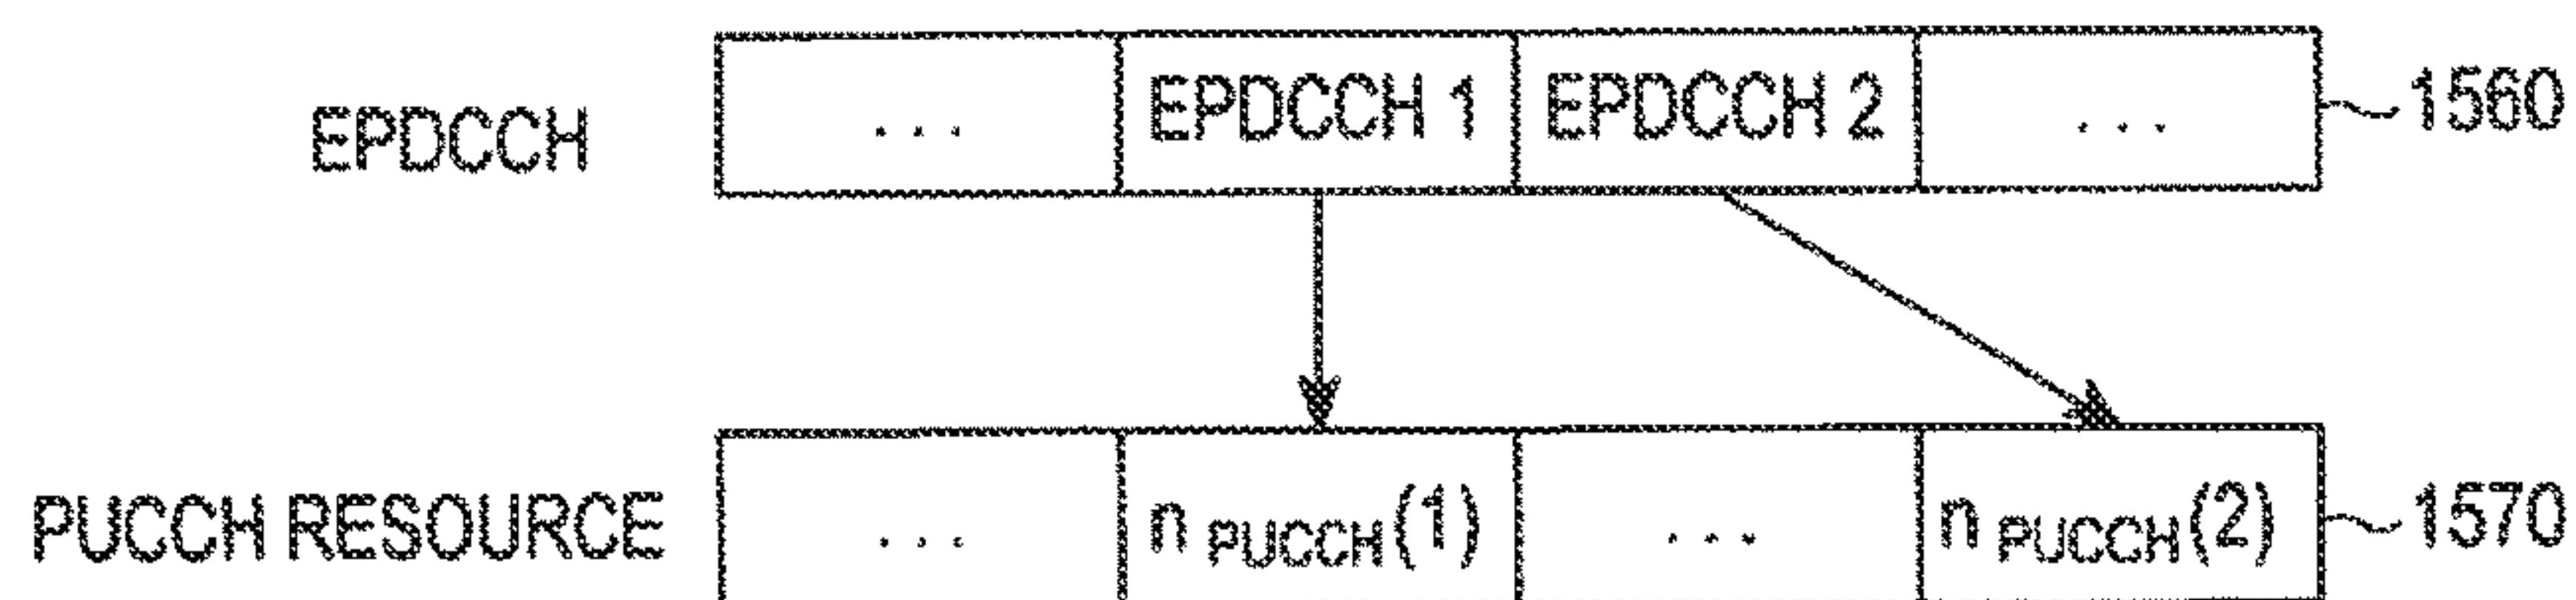 EPDCCH ... EPDCCH 1 EPDCCH 2 ... 1560
PUCCH RESOURCE ... n PUCCH(1) ... n PUCCH(2) 1570